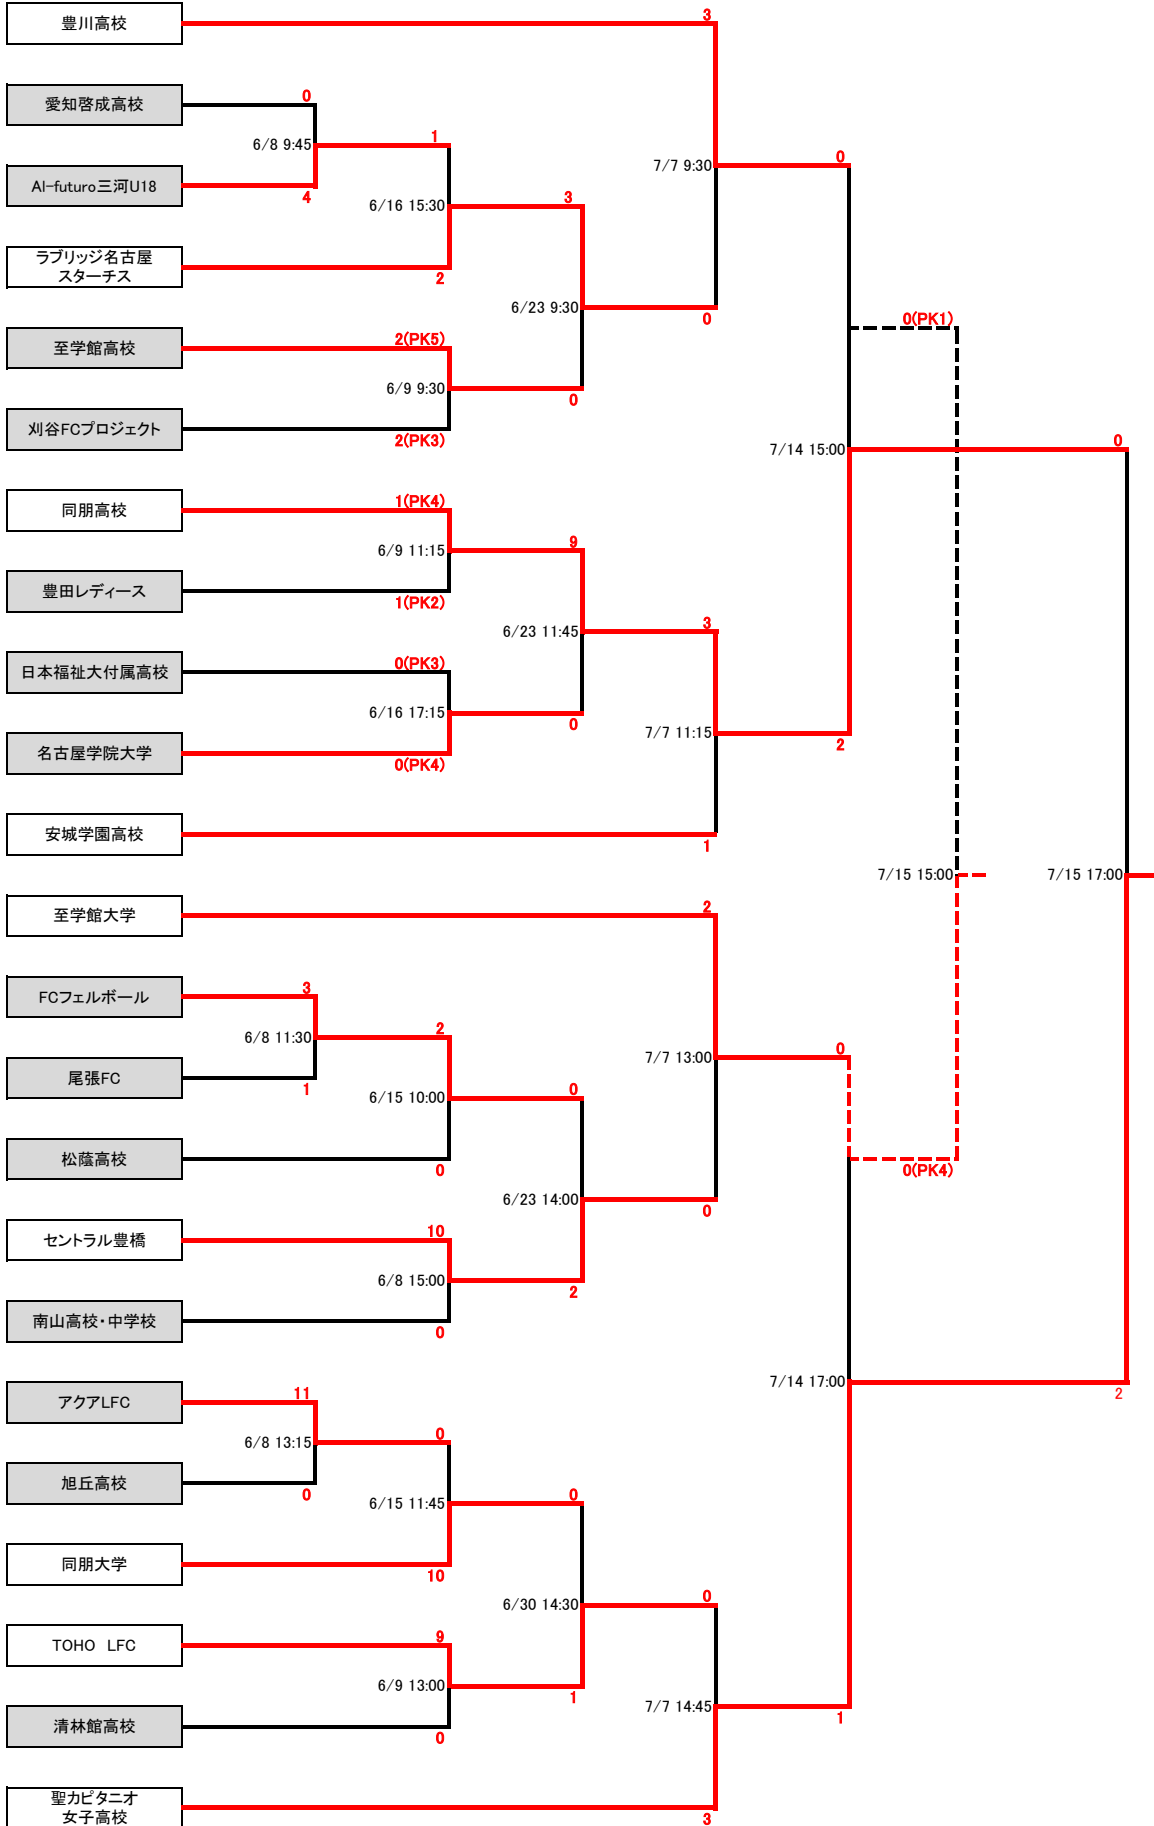 豊川高校
3
愛知啓成高校
0
6/8 9:45
1
7/7 9:30
0
Al-futuro三河U18
4
6/16 15:30
3
ラブリッジ名古屋
スターチス
2
6/23 9:30
0
0(PK1)
至学館高校
2(PK5)
6/9 9:30
0
刈谷FCプロジェクト
2(PK3)
7/14 15:00
0
同朋高校
1(PK4)
6/9 11:15
9
豊田レディース
1(PK2)
6/23 11:45
3
日本福祉大付属高校
0(PK3)
6/16 17:15
0
7/7 11:15
2
名古屋学院大学
0(PK4)
安城学園高校
1
7/15 15:00
7/15 17:00
至学館大学
2
FCフェルボール
3
6/8 11:30
2
7/7 13:00
0
尾張FC
1
6/15 10:00
0
松蔭高校
0
0(PK4)
6/23 14:00
0
セントラル豊橋
10
6/8 15:00
2
南山高校・中学校
0
7/14 17:00
2
アクアLFC
11
6/8 13:15
0
旭丘高校
0
6/15 11:45
0
同朋大学
10
6/30 14:30
0
TOHO LFC
9
6/9 13:00
1
7/7 14:45
1
清林館高校
0
聖カピタニオ
女子高校
3